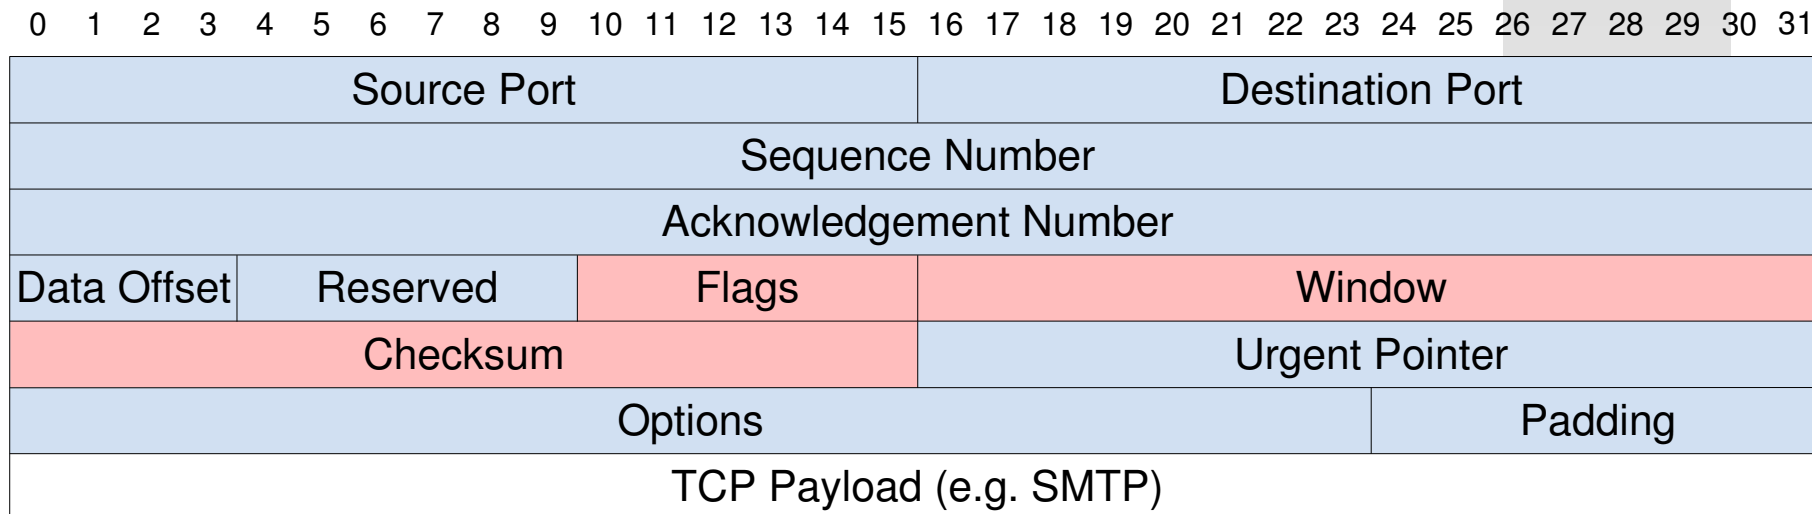 0 1 2 3 4 5 6 7 8 9 10 11 12 13 14 15 16 17 18 19 20 21 22 23 24 25 26 27 28 29 30 31
Source Port Destination Port
Sequence Number
Acknowledgement Number
Data Offset Reserved Flags Window
Checksum Urgent Pointer
Options Padding
TCP Payload (e.g. SMTP)